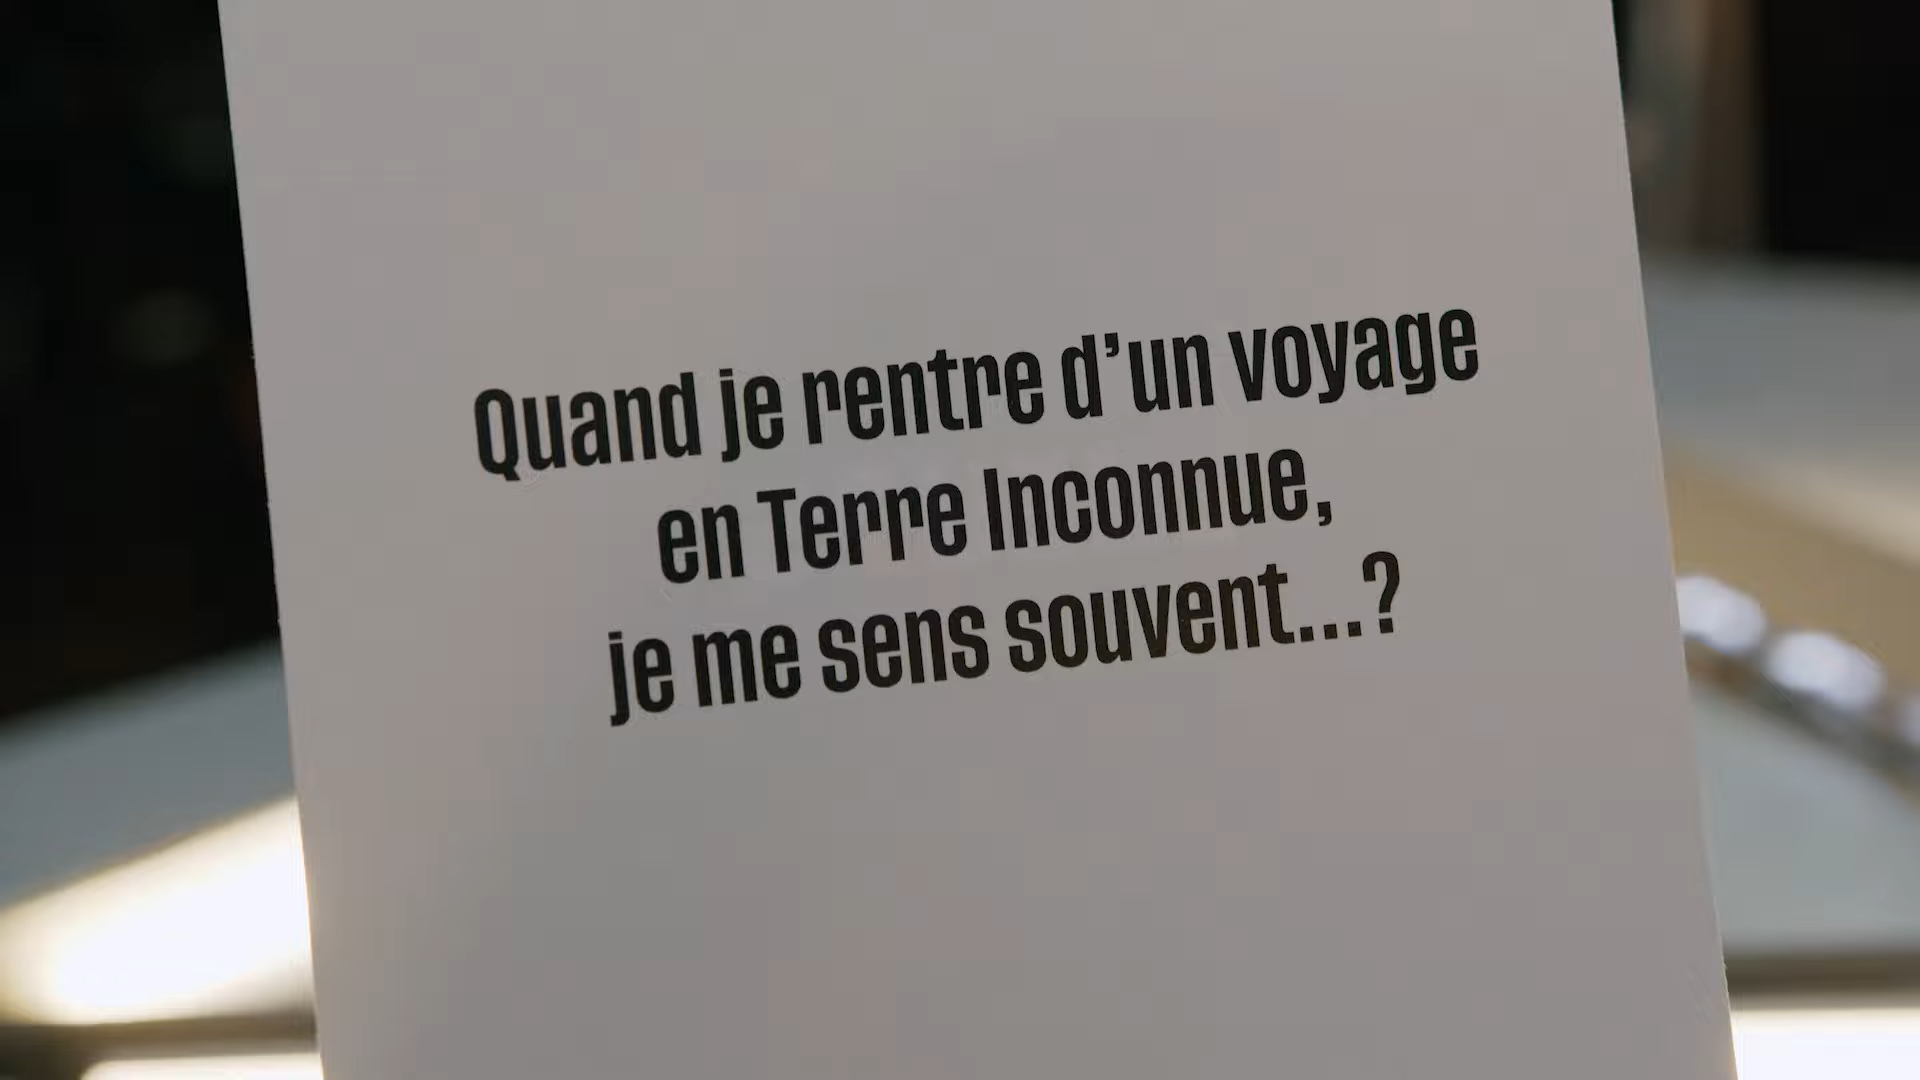 Quand je rentre d’un voyage
en Terre Inconnue,
je me sens souvent...?